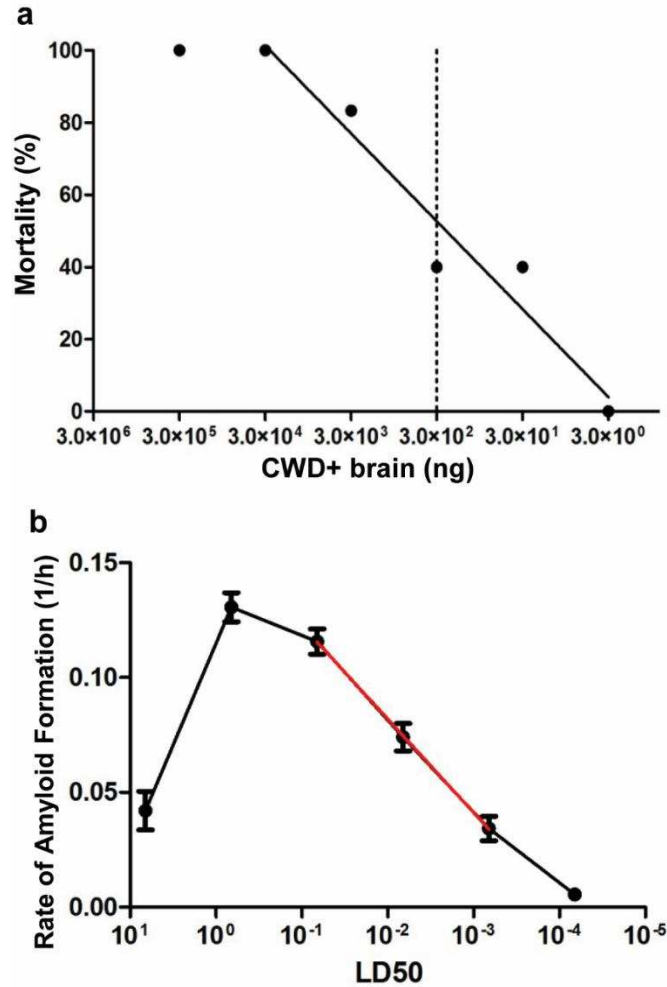 a
Mortality (%)
100
80
60
40
20
0
3.0×10⁶ 3.0×10⁵ 3.0×10⁴ 3.0×10³ 3.0×10² 3.0×10¹ 3.0×10⁰
CWD+ brain (ng)
b
Rate of Amyloid Formation (1/h)
0.15
0.10
0.05
0.00
10¹ 10⁰ 10⁻¹ 10⁻² 10⁻³ 10⁻⁴ 10⁻⁵
LD50